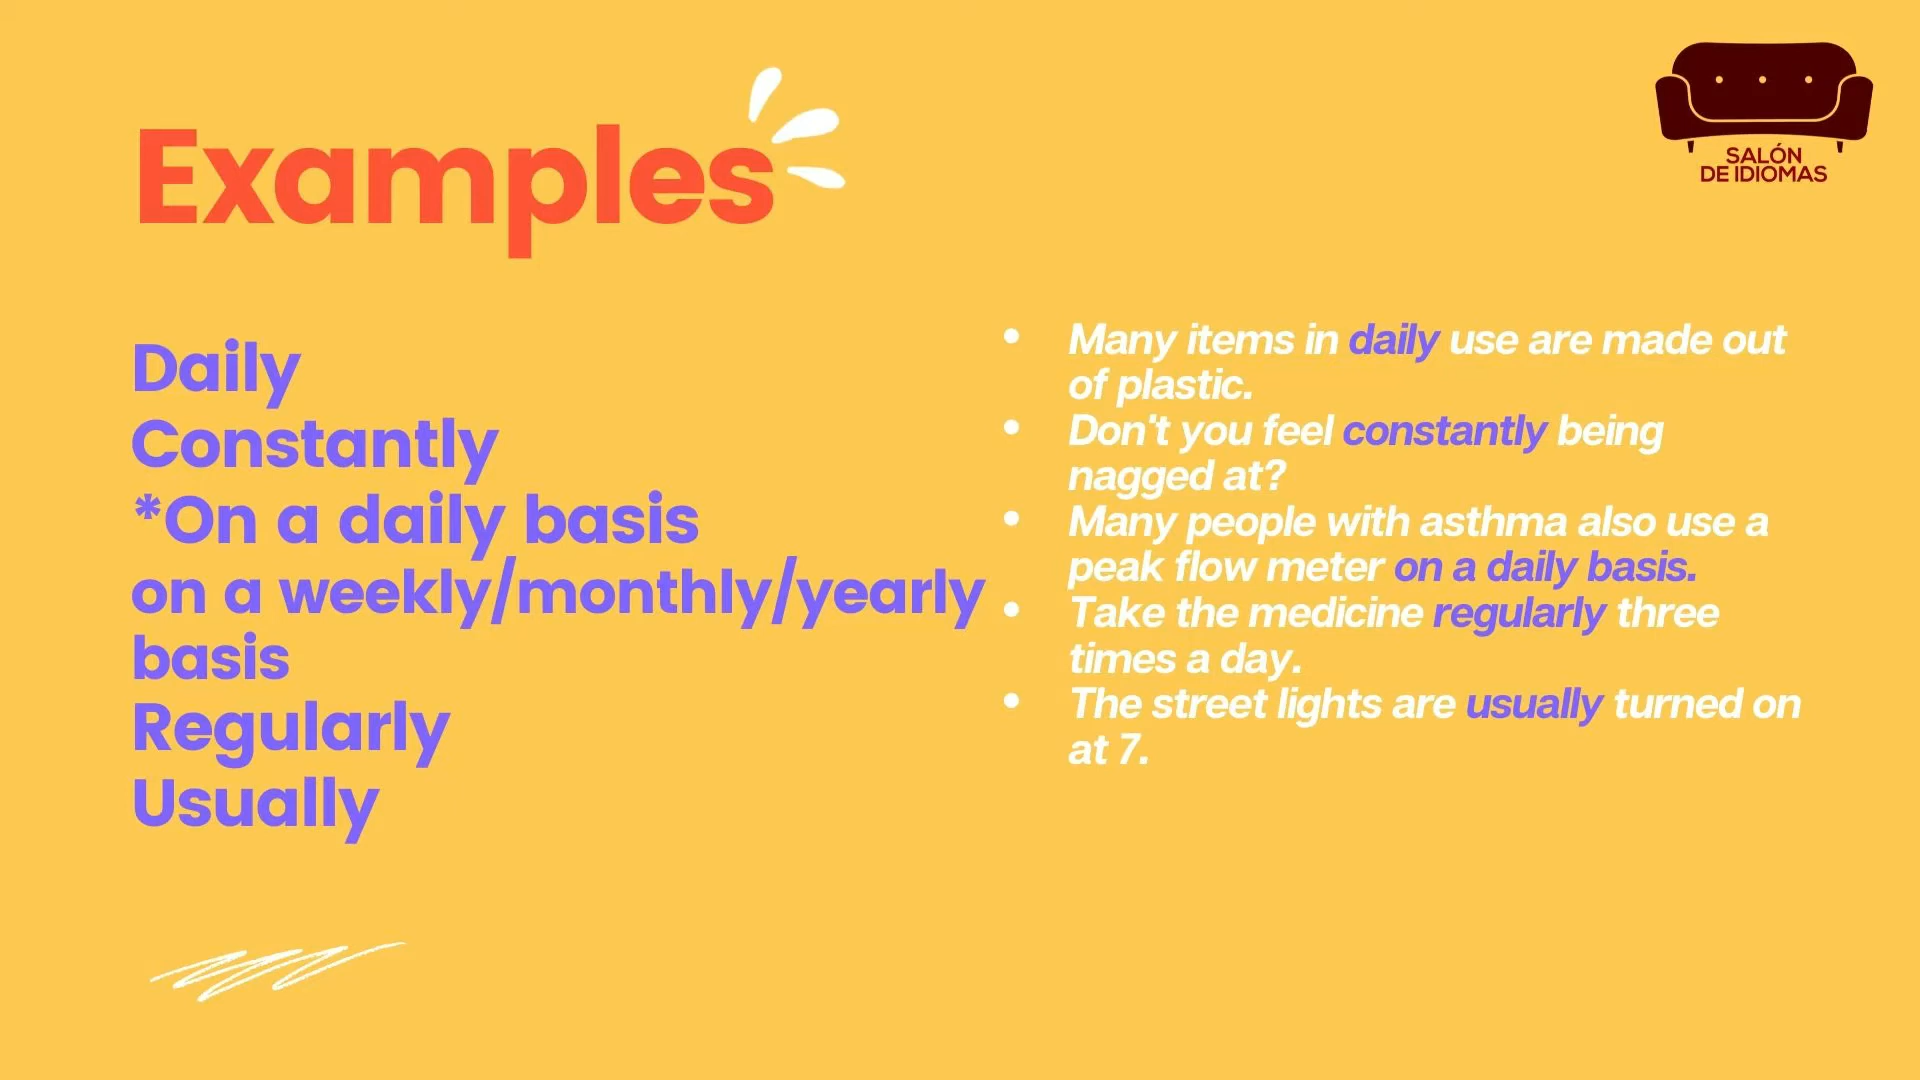 SALÓN
DE IDIOMAS
Examples
Daily
Constantly
*On a daily basis
on a weekly/monthly/yearly
basis
Regularly
Usually
• Many items in daily use are made out
of plastic.
• Don't you feel constantly being
nagged at?
• Many people with asthma also use a
peak flow meter on a daily basis.
• Take the medicine regularly three
times a day.
• The street lights are usually turned on
at 7.